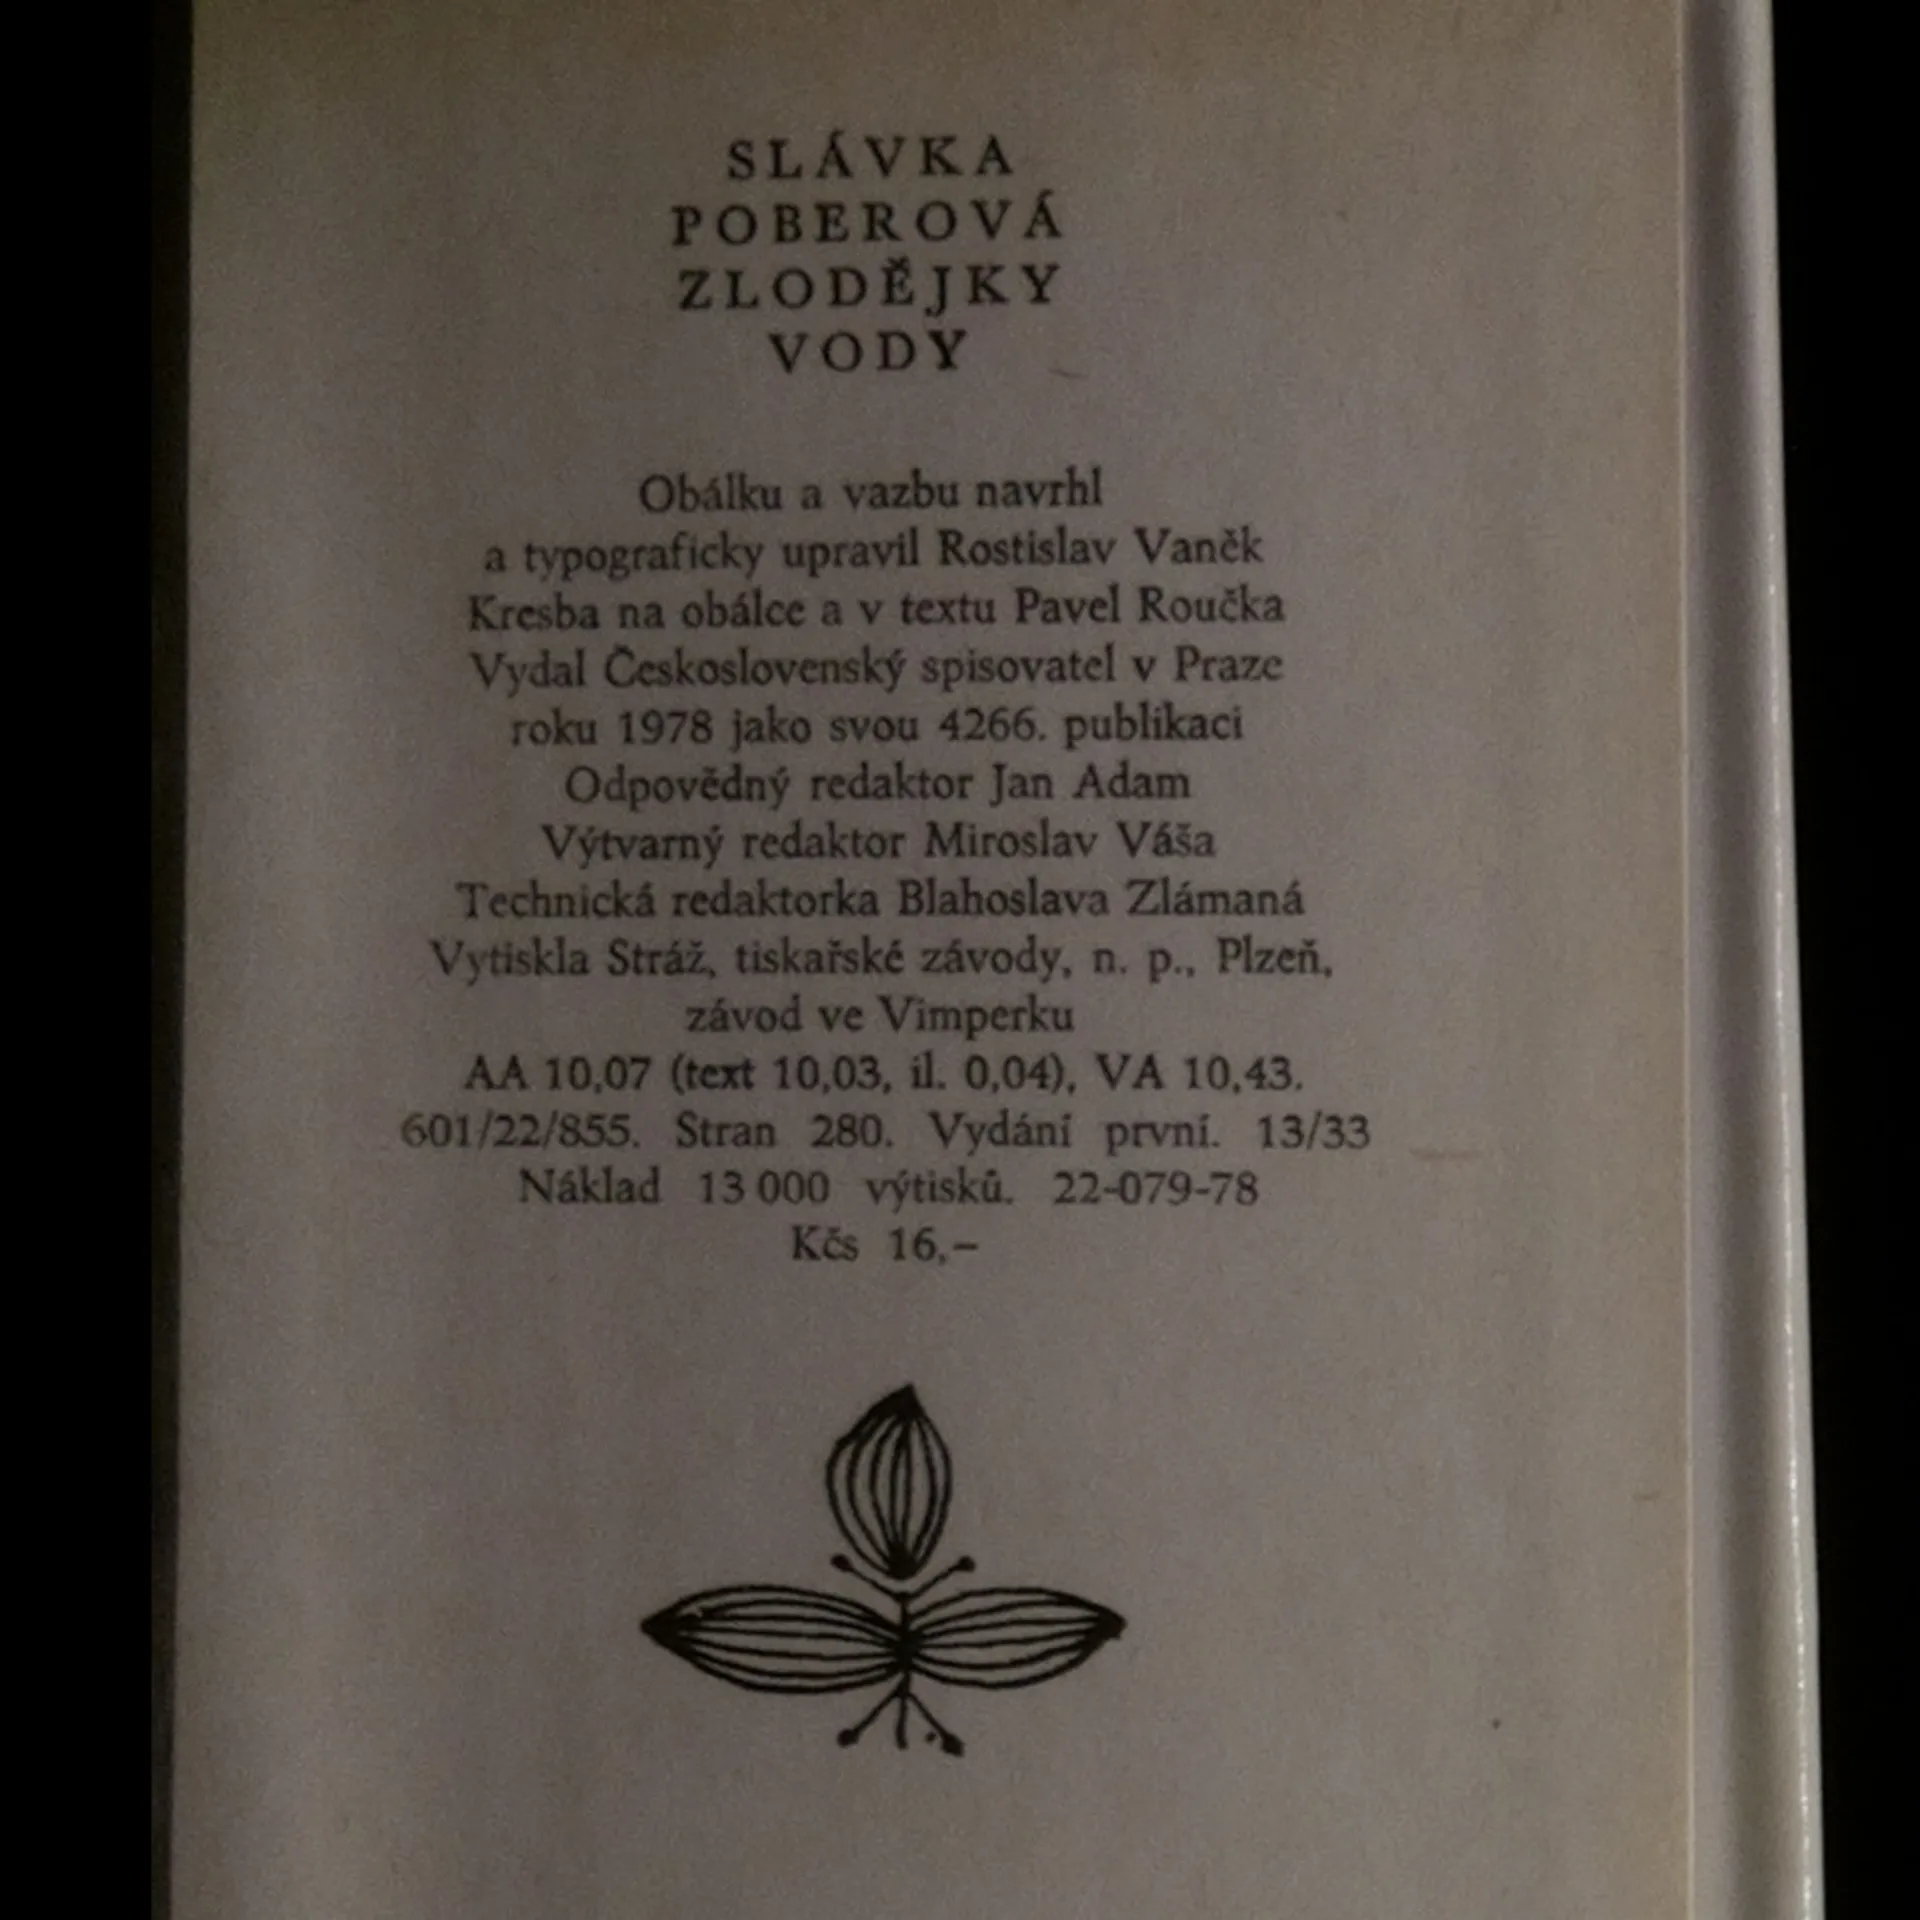 SLÁVKA
POBEROVÁ
ZLODĚJKY
VODY
Obálku a vazbu navrhl
a typograficky upravil Rostislav Vaněk
Kresba na obálce a v textu Pavel Roučka
Vydal Československý spisovatel v Praze
roku 1978 jako svou 4266. publikaci
Odpovědný redaktor Jan Adam
Výtvarný redaktor Miroslav Váša
Technická redaktorka Blahoslava Zlámaná
Vytiskla Stráž, tiskařské závody, n. p., Plzeň,
závod ve Vimperku
AA 10,07 (text 10,03, il. 0,04), VA 10,43.
601/22/855. Stran 280. Vydání první. 13/33
Náklad 13 000 výtisků. 22-079-78
Kčs 16,–